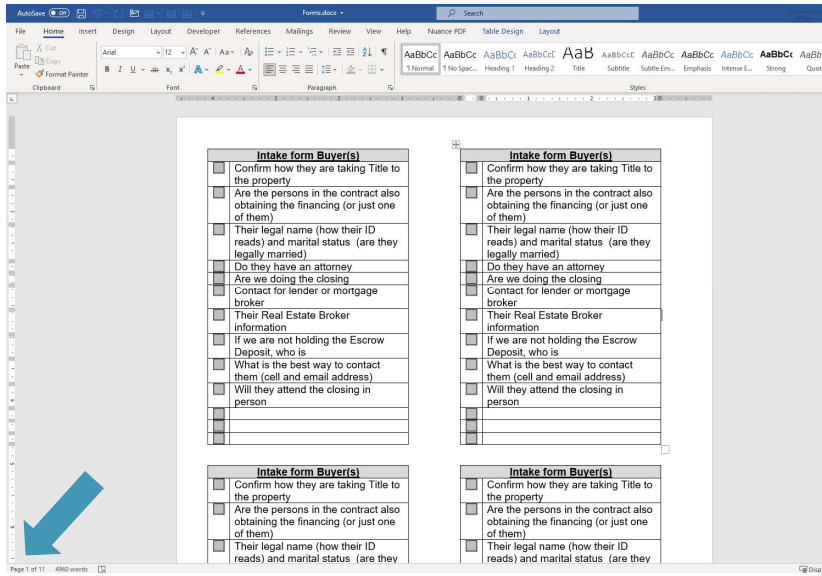 AutoSave Off Forms.docx Search
File Home Insert Design Layout Developer References Mailings Review View Help Nuance PDF Table Design Layout
Cut
Copy
Paste
Format Painter
Clipboard
Arial 12
Font
Paragraph
AaBbCc AaBbCc AaBbCc AaBbCcC AaB AaBbCcC AaBbCc AaBbCc AaBbCc AaBbCc AaBb
¶ Normal ¶ No Spac... Heading 1 Heading 2 Title Subtitle Subtle Em... Emphasis Intense E... Strong Quot
Styles
Intake form Buyer(s)
Confirm how they are taking Title to
the property
Are the persons in the contract also
obtaining the financing (or just one
of them)
Their legal name (how their ID
reads) and marital status (are they
legally married)
Do they have an attorney
Are we doing the closing
Contact for lender or mortgage
broker
Their Real Estate Broker
information
If we are not holding the Escrow
Deposit, who is
What is the best way to contact
them (cell and email address)
Will they attend the closing in
person
Intake form Buyer(s)
Confirm how they are taking Title to
the property
Are the persons in the contract also
obtaining the financing (or just one
of them)
Their legal name (how their ID
reads) and marital status (are they
legally married)
Do they have an attorney
Are we doing the closing
Contact for lender or mortgage
broker
Their Real Estate Broker
information
If we are not holding the Escrow
Deposit, who is
What is the best way to contact
them (cell and email address)
Will they attend the closing in
person
Intake form Buyer(s)
Confirm how they are taking Title to
the property
Are the persons in the contract also
obtaining the financing (or just one
of them)
Their legal name (how their ID
reads) and marital status (are they
Intake form Buyer(s)
Confirm how they are taking Title to
the property
Are the persons in the contract also
obtaining the financing (or just one
of them)
Their legal name (how their ID
reads) and marital status (are they
Page 1 of 11 4960 words Disp